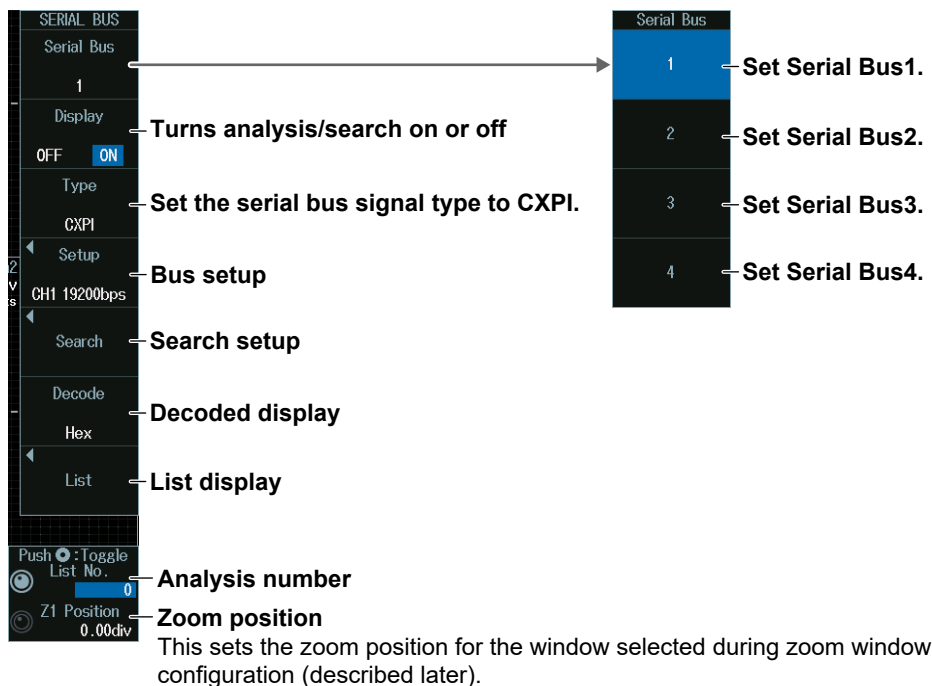 SERIAL BUS
Serial Bus
1
Display
OFF ON
Type
CXPI
Setup
CH1 19200bps
Search
Decode
Hex
List
Push :Toggle
List No.
0
Z1 Position
0.00div
2
V
s
Turns analysis/search on or off
Set the serial bus signal type to CXPI.
Bus setup
Search setup
Decoded display
List display
Analysis number
Zoom position
This sets the zoom position for the window selected during zoom window
configuration (described later).
Serial Bus
1
Set Serial Bus1.
2
Set Serial Bus2.
3
Set Serial Bus3.
4
Set Serial Bus4.